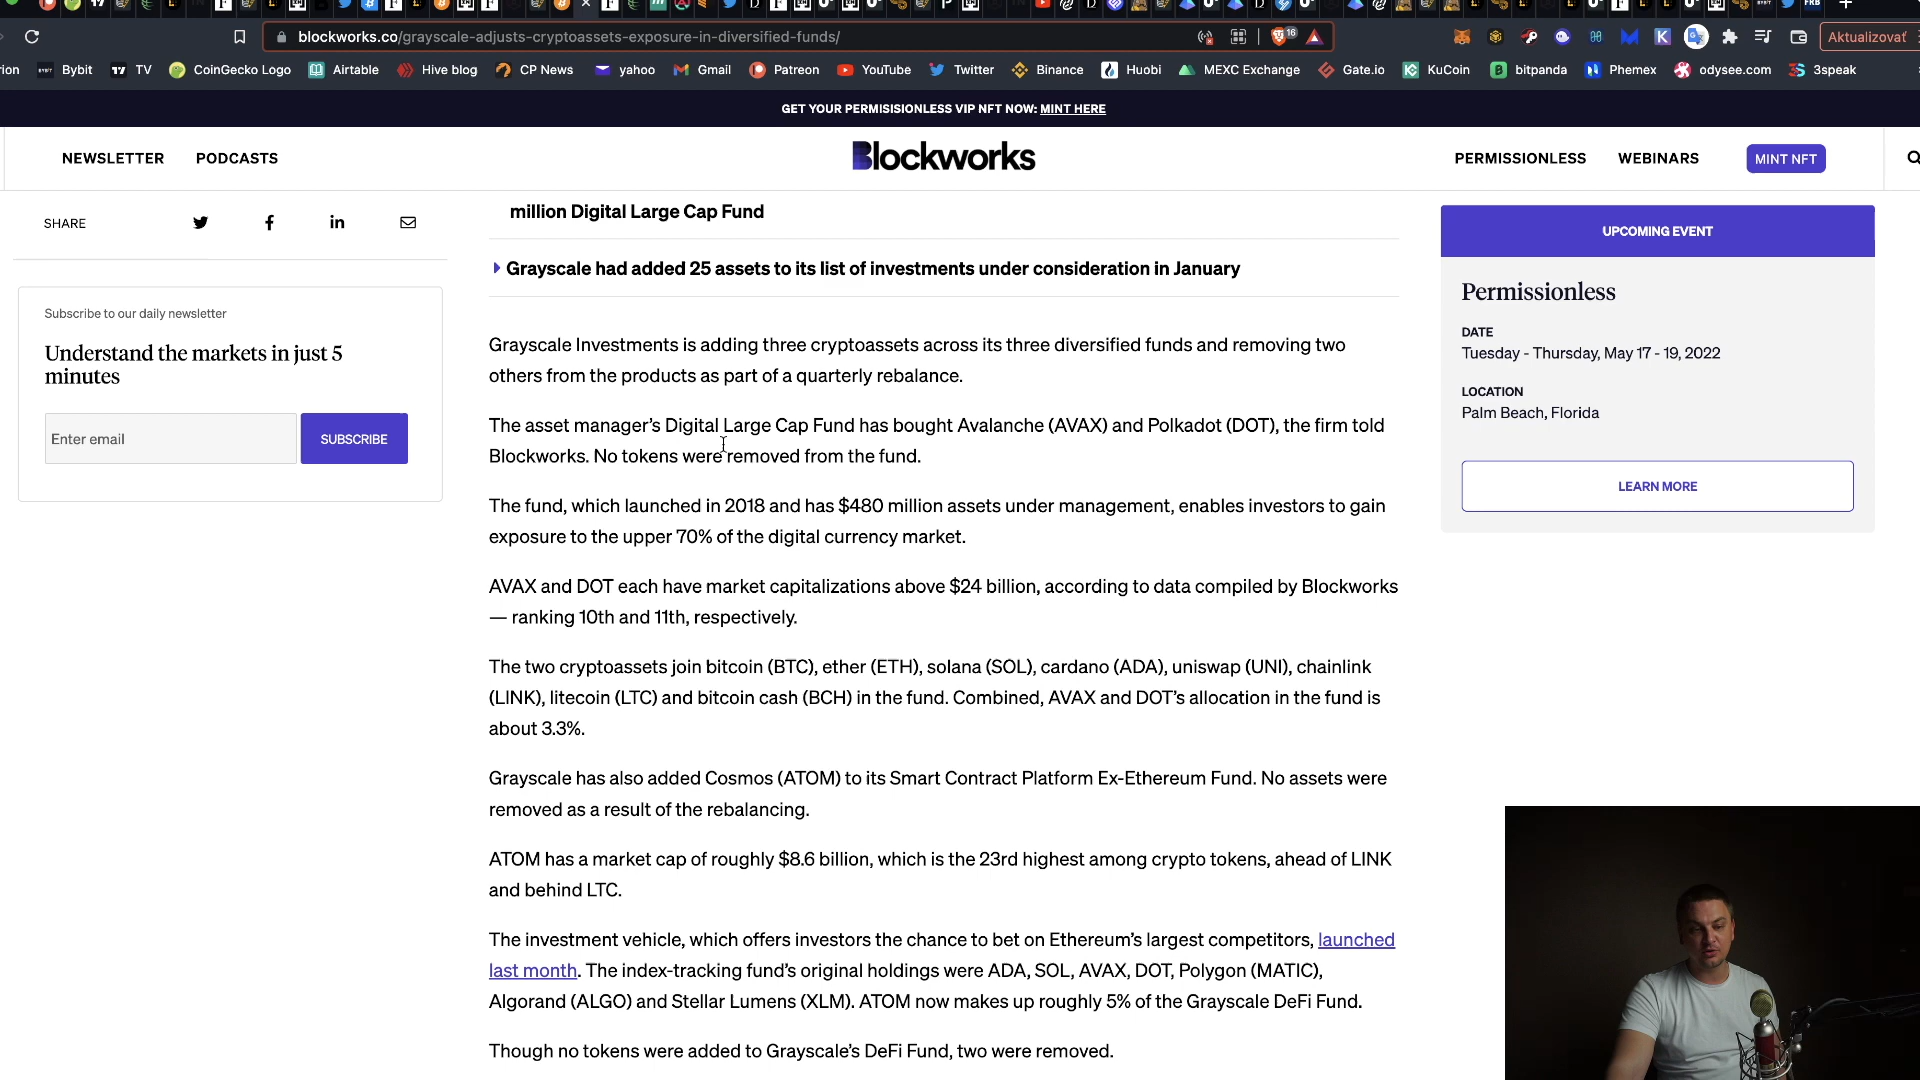 blockworks.co/grayscale-adjusts-cryptoassets-exposure-in-diversified-funds/
16
Aktualizovať
Bybit
TV
CoinGecko Logo
Airtable
Hive blog
CP News
yahoo
Gmail
Patreon
YouTube
Twitter
Binance
Huobi
MEXC Exchange
Gate.io
KuCoin
bitpanda
Phemex
odysee.com
3speak
GET YOUR PERMISISIONLESS VIP NFT NOW: MINT HERE
NEWSLETTER
PODCASTS
Blockworks
PERMISSIONLESS
WEBINARS
MINT NFT
SHARE
Subscribe to our daily newsletter
Understand the markets in just 5
minutes
Enter email
SUBSCRIBE
million Digital Large Cap Fund
Grayscale had added 25 assets to its list of investments under consideration in January
Grayscale Investments is adding three cryptoassets across its three diversified funds and removing two
others from the products as part of a quarterly rebalance.
The asset manager's Digital Large Cap Fund has bought Avalanche (AVAX) and Polkadot (DOT), the firm told
Blockworks. No tokens were removed from the fund.
The fund, which launched in 2018 and has $480 million assets under management, enables investors to gain
exposure to the upper 70% of the digital currency market.
AVAX and DOT each have market capitalizations above $24 billion, according to data compiled by Blockworks
— ranking 10th and 11th, respectively.
The two cryptoassets join bitcoin (BTC), ether (ETH), solana (SOL), cardano (ADA), uniswap (UNI), chainlink
(LINK), litecoin (LTC) and bitcoin cash (BCH) in the fund. Combined, AVAX and DOT's allocation in the fund is
about 3.3%.
Grayscale has also added Cosmos (ATOM) to its Smart Contract Platform Ex-Ethereum Fund. No assets were
removed as a result of the rebalancing.
ATOM has a market cap of roughly $8.6 billion, which is the 23rd highest among crypto tokens, ahead of LINK
and behind LTC.
The investment vehicle, which offers investors the chance to bet on Ethereum's largest competitors, launched
last month. The index-tracking fund's original holdings were ADA, SOL, AVAX, DOT, Polygon (MATIC),
Algorand (ALGO) and Stellar Lumens (XLM). ATOM now makes up roughly 5% of the Grayscale DeFi Fund.
Though no tokens were added to Grayscale's DeFi Fund, two were removed.
UPCOMING EVENT
Permissionless
DATE
Tuesday - Thursday, May 17 - 19, 2022
LOCATION
Palm Beach, Florida
LEARN MORE